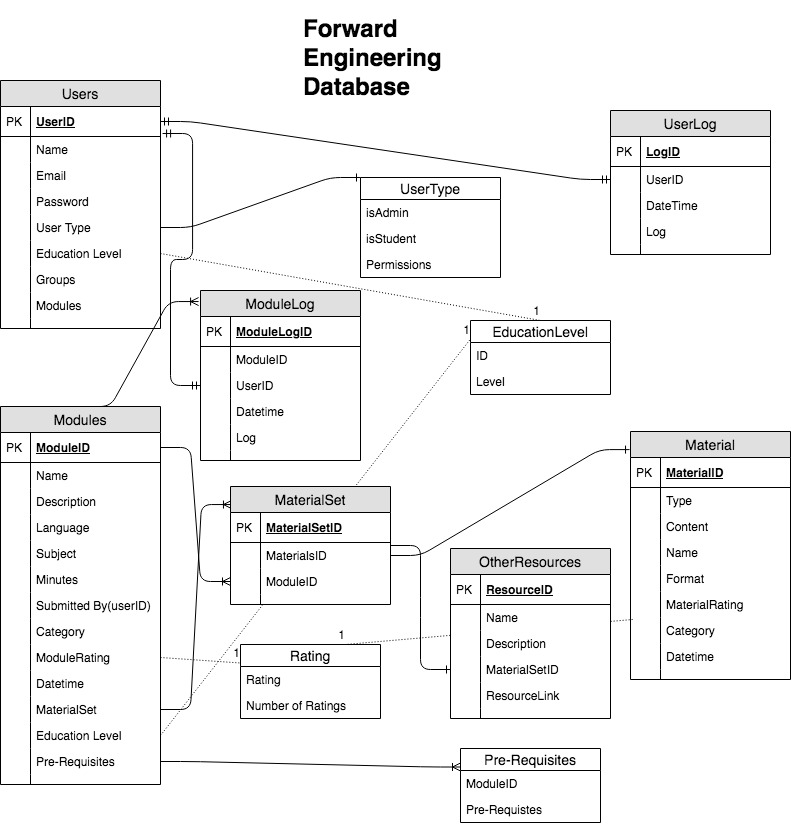 Forward
Engineering
Database
Users
PK UserID
Name
Email
Password
User Type
Education Level
Groups
Modules
UserLog
PK LogID
UserID
DateTime
Log
UserType
isAdmin
isStudent
Permissions
ModuleLog
PK ModuleLogID
ModuleID
UserID
Datetime
Log
1
1
EducationLevel
ID
Level
Modules
PK ModuleID
Name
Description
Language
Subject
Minutes
Submitted By(userID)
Category
ModuleRating
Datetime
MaterialSet
Education Level
Pre-Requisites
MaterialSet
PK MaterialSetID
MaterialsID
ModuleID
Material
PK MaterialID
Type
Content
Name
Format
MaterialRating
Category
Datetime
OtherResources
PK ResourceID
Name
Description
MaterialSetID
ResourceLink
1
1
Rating
Rating
Number of Ratings
Pre-Requisites
ModuleID
Pre-Requistes